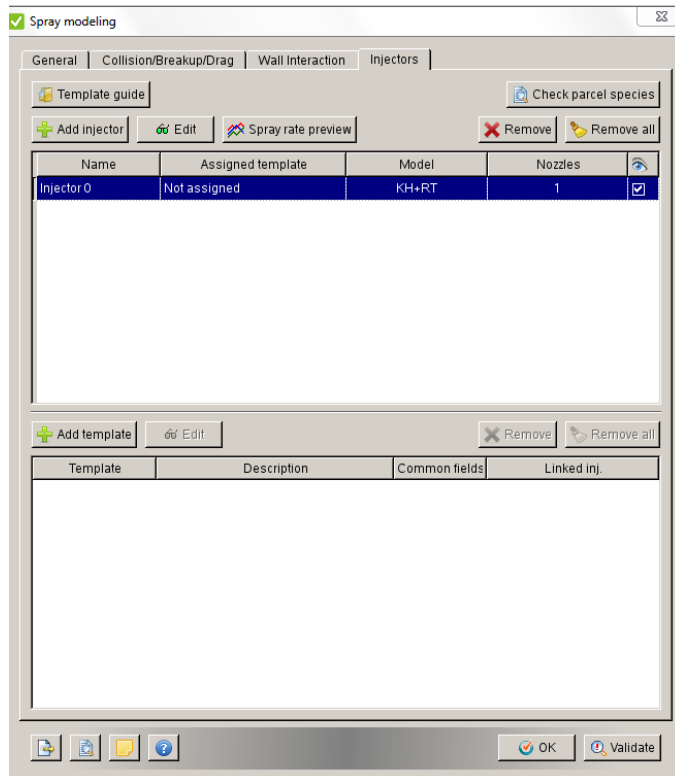 Spray modeling
General Collision/Breakup/Drag Wall Interaction Injectors
Template guide Check parcel species
Add injector Edit Spray rate preview Remove Remove all
Name Assigned template Model Nozzles
Injector 0 Not assigned KH+RT 1
Add template Edit Remove Remove all
Template Description Common fields Linked inj.
OK Validate